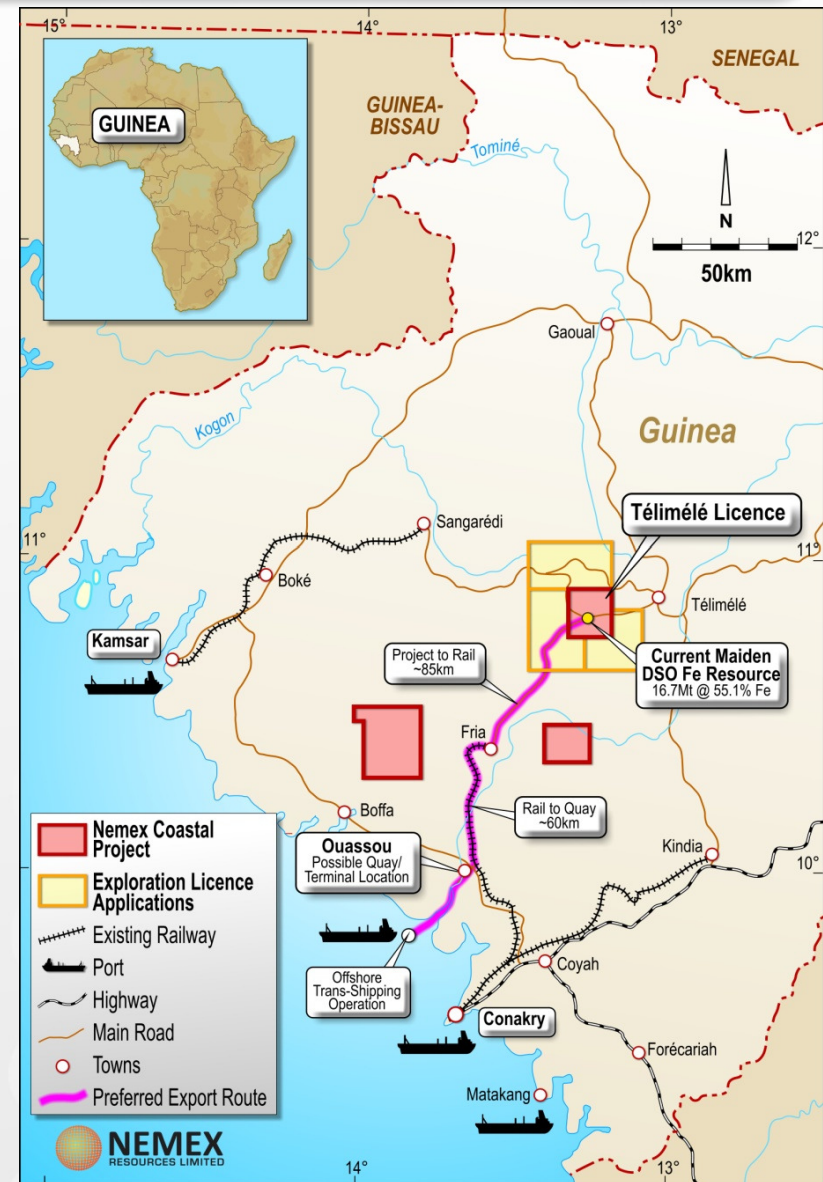 15°
14°
13°
SENEGAL
GUINEA-
BISSAU
GUINEA
Tominé
N
12°
50km
Gaoual
Kogon
Guinea
Télimélé Licence
Sangarédi
11°
11°
Boké
Télimélé
Kamsar
Project to Rail
~85km
Current Maiden
DSO Fe Resource
16.7Mt @ 55.1% Fe
Fria
Boffa
Rail to Quay
~60km
Kindia
Ouassou
Possible Quay/
Terminal Location
10°
Offshore
Trans-Shipping
Operation
Coyah
Conakry
Forécariah
Matakang
Nemex Coastal
Project
Exploration Licence
Applications
Existing Railway
Port
Highway
Main Road
Towns
Preferred Export Route
NEMEX
RESOURCES LIMITED
14°
13°